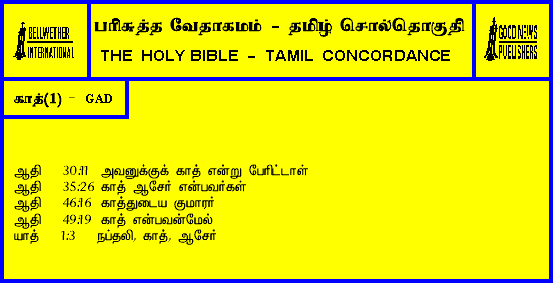 BELLWETHER
INTERNATIONAL
பரிசுத்த வேதாகமம் - தமிழ் சொல்தொகுதி
THE HOLY BIBLE - TAMIL CONCORDANCE
GOOD NEWS
PUBLISHERS
காத்(1) - GAD
ஆதி 30:11 அவனுக்குக் காத் என்று பேரிட்டாள்
ஆதி 35:26 காத் ஆசேர் என்பவர்கள்
ஆதி 46:16 காத்துடைய குமாரர்
ஆதி 49:19 காத் என்பவன்மேல்
யாத் 1:3 நப்தலி, காத், ஆசேர்